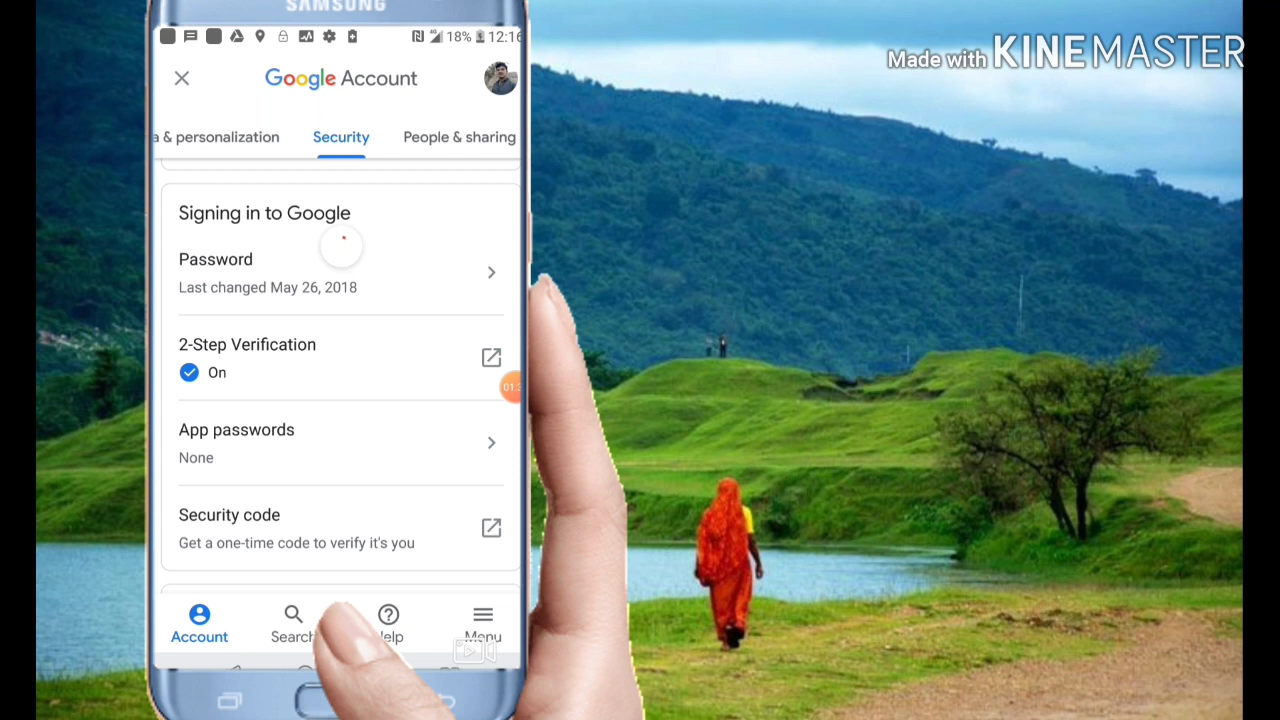 SAMSUNG
18% 12:16
Made with KINEMASTER
Google Account
a & personalization Security People & sharing
Signing in to Google
Password
Last changed May 26, 2018
2-Step Verification
On
01:3
App passwords
None
Security code
Get a one-time code to verify it's you
Account Search Help Menu